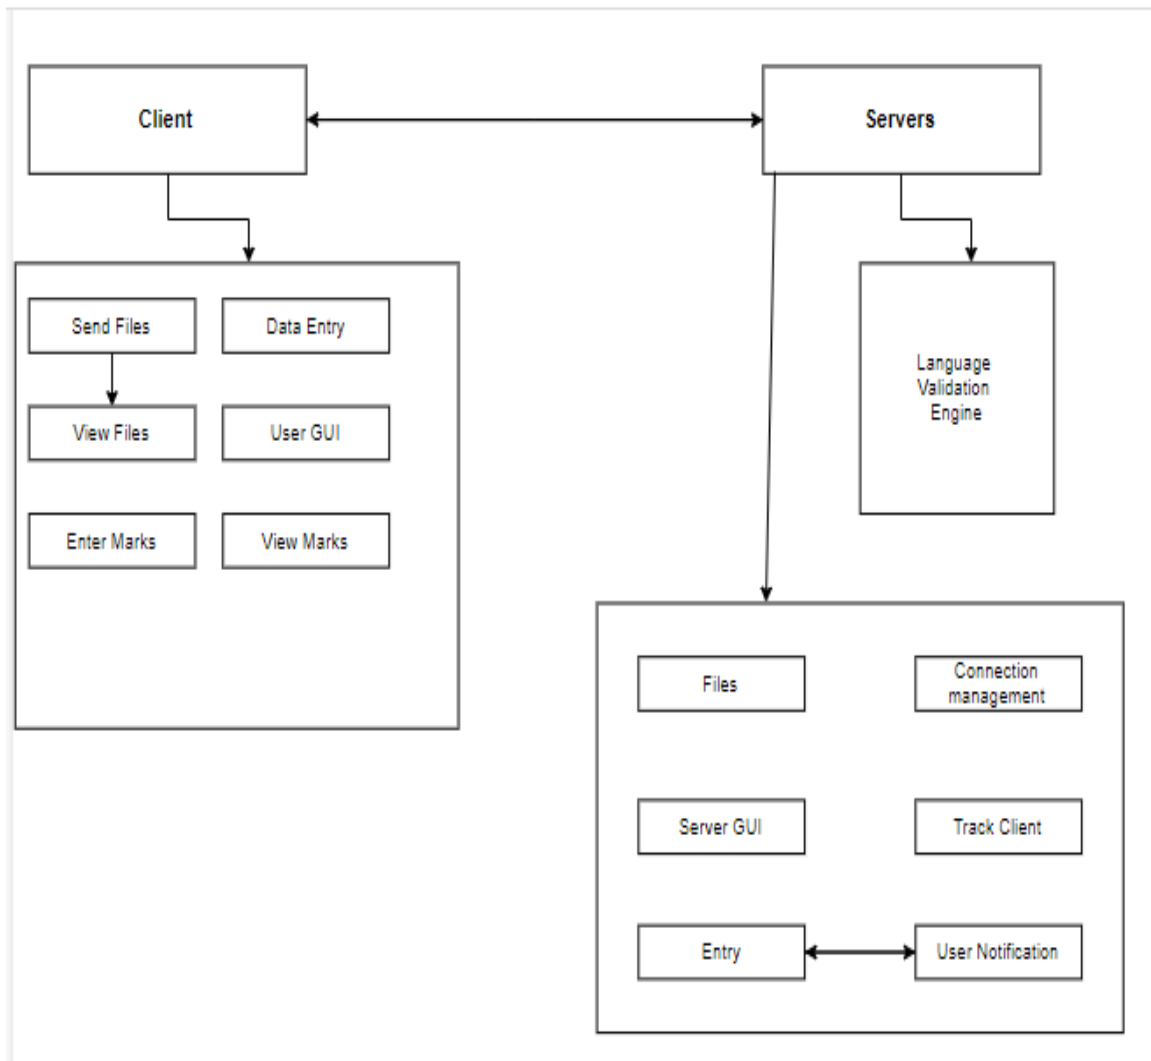 Client
Servers
Send Files
Data Entry
View Files
User GUI
Enter Marks
View Marks
Language
Validation
Engine
Files
Connection
management
Server GUI
Track Client
Entry
User Notification